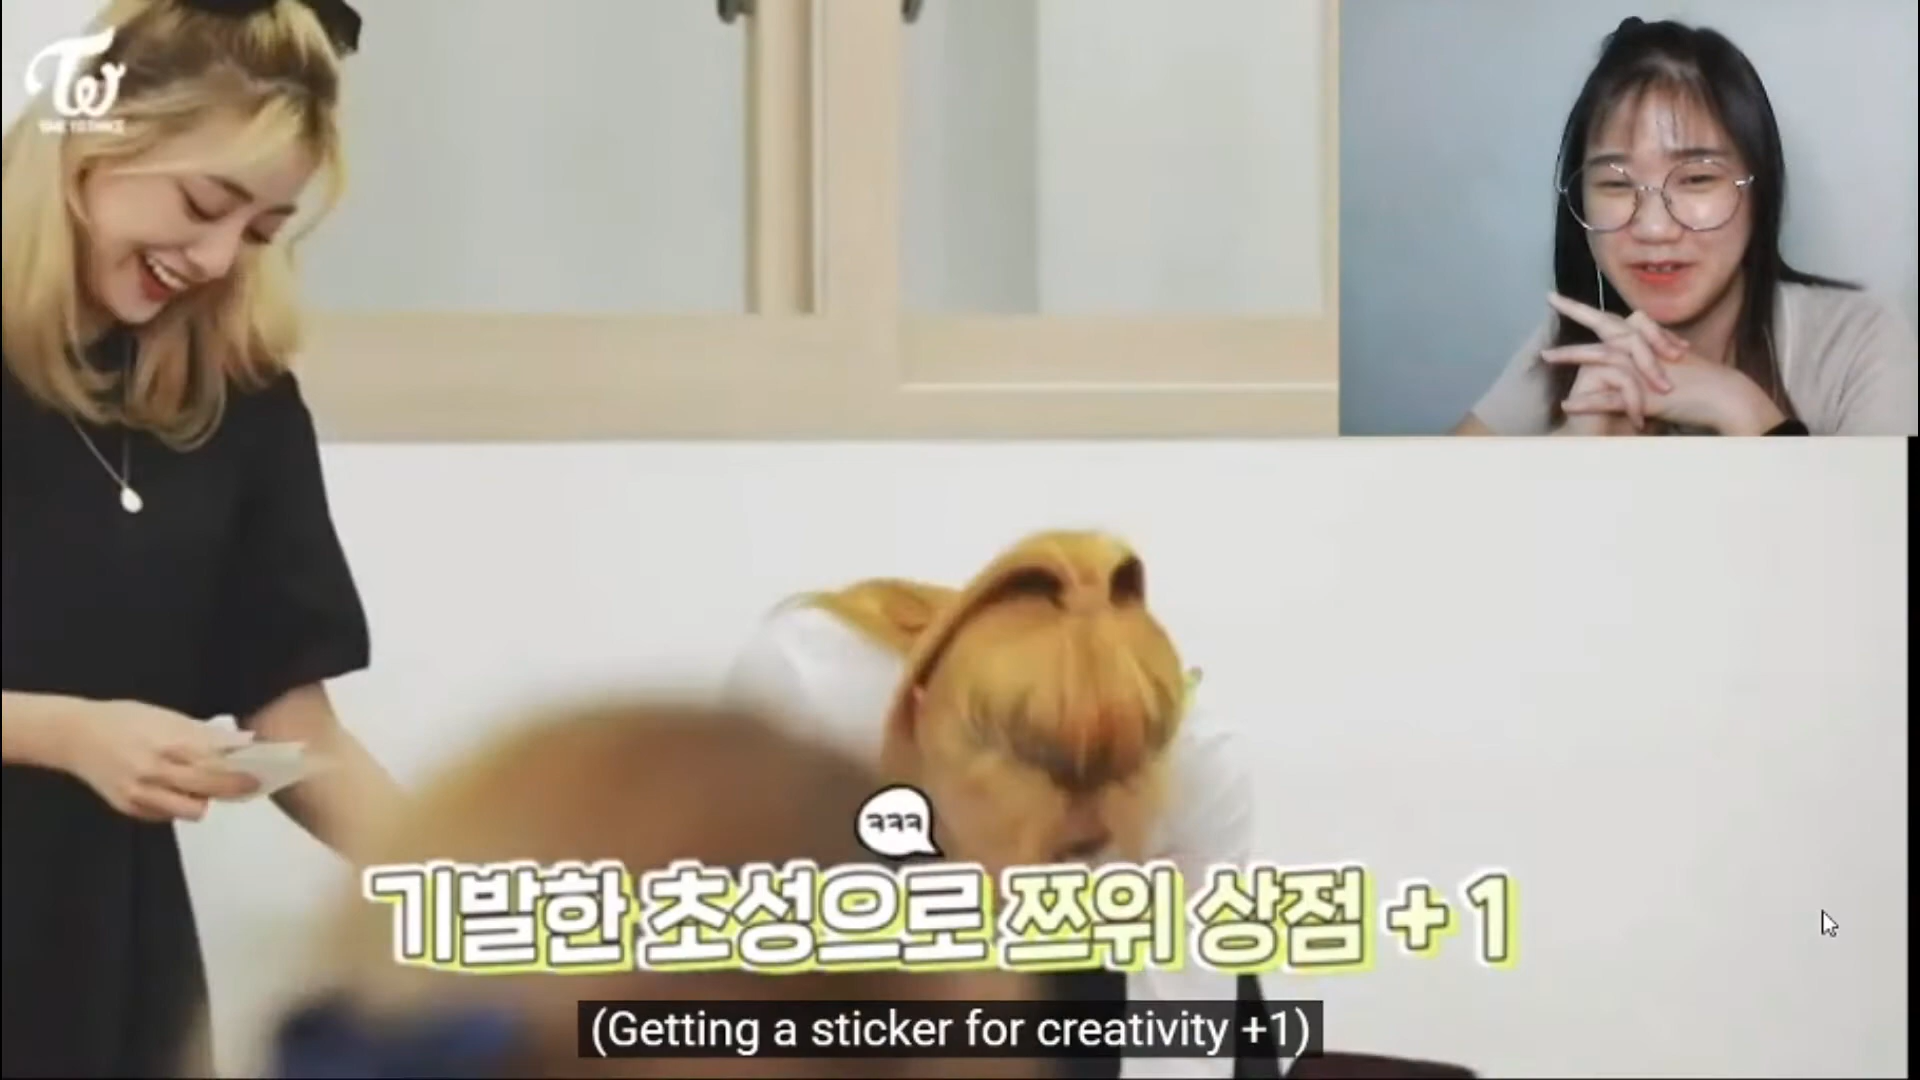 ㅋㅋㅋ
기발한 초성으로 쯔위 상점 + 1
(Getting a sticker for creativity +1)